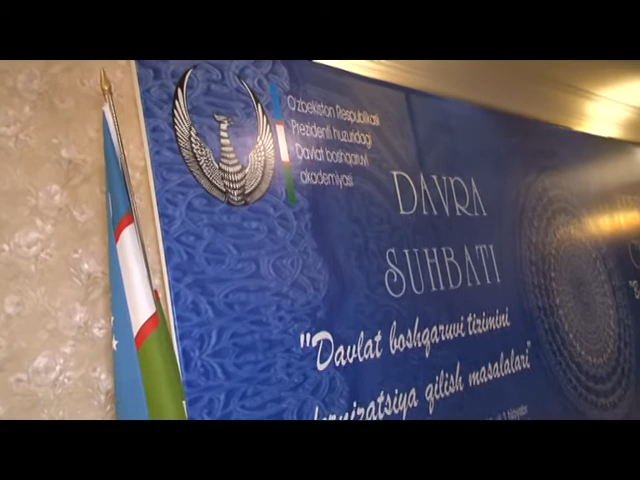 O'zbekiston Respublikasi
Prezidenti huzuridagi
Davlat boshqaruvi
akademiyasi
DAVRA
SUHBATI
"Davlat boshqaruvi tizimini
qilish masalalari"